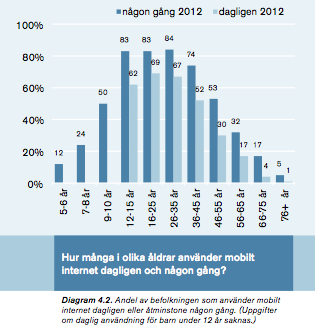 någon gång 2012 dagligen 2012
100%
80%
60%
40%
20%
0%
12 24 50 83 62 83 69 84 67 74 52 53 30 32 17 17 4 5 1
5-6 år
7-8 år
9-10 år
12-15 år
16-25 år
26-35 år
36-45 år
46-55 år
56-65 år
66-75 år
76+ år
Hur många i olika åldrar använder mobilt
internet dagligen och någon gång?
Diagram 4.2. Andel av befolkningen som använder mobilt
internet dagligen eller åtminstone någon gång. (Uppgifter
om daglig användning för barn under 12 år saknas.)